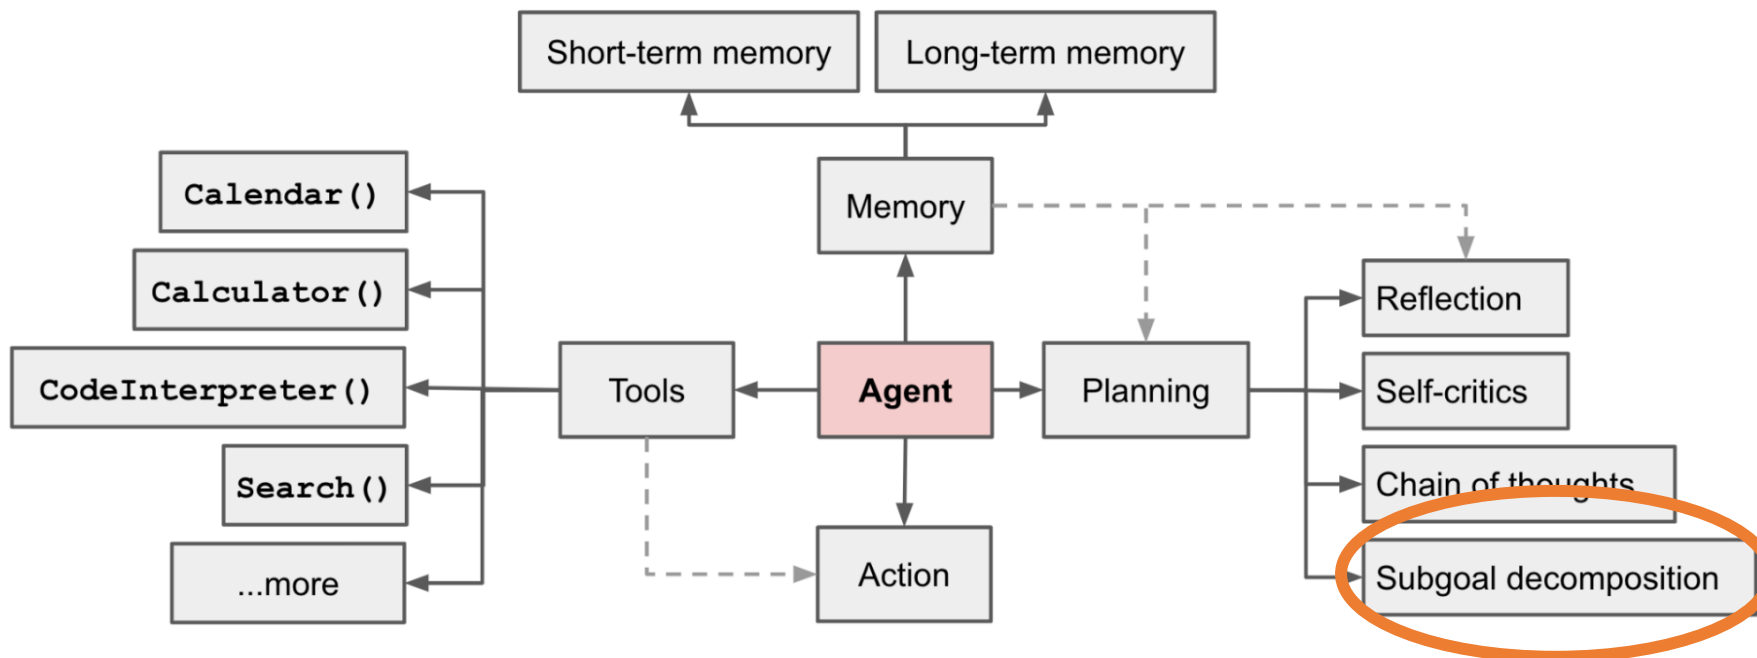 Short-term memory
Long-term memory
Calendar()
Memory
Calculator()
Reflection
CodeInterpreter()
Tools
Agent
Planning
Self-critics
Search()
Chain of thoughts
...more
Action
Subgoal decomposition